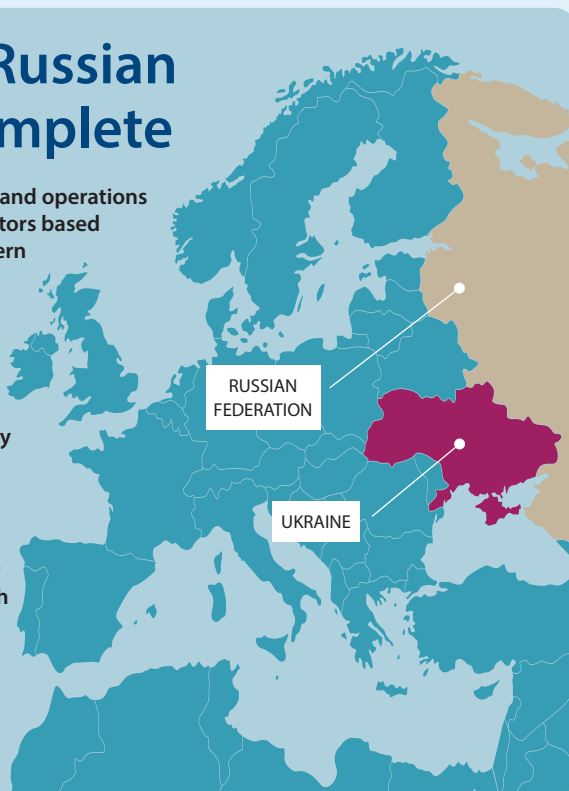 Russian
mplete
and operations
tors based
ern
y
h
RUSSIAN
FEDERATION
UKRAINE